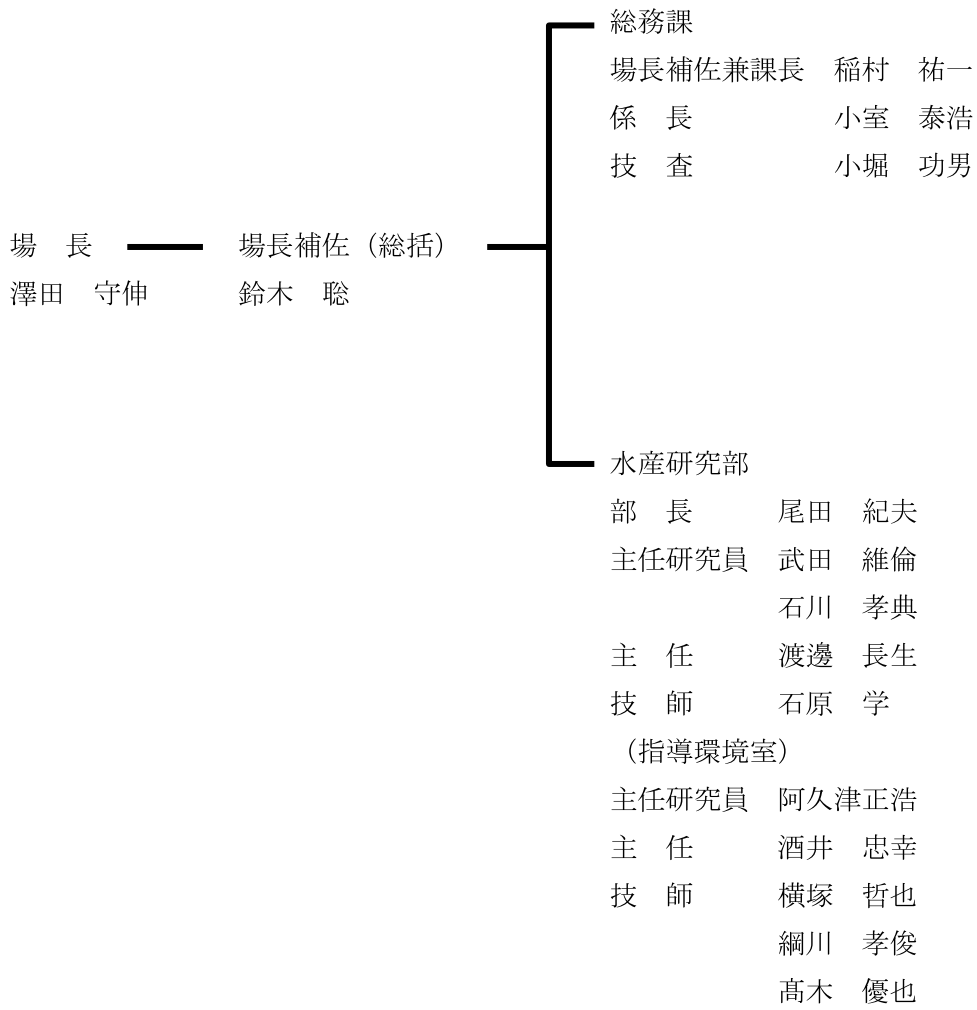 場　長
澤田　守伸
場長補佐（総括）
鈴木　聡
総務課
場長補佐兼課長　稲村　祐一
係　長　小室　泰浩
技　査　小堀　功男
水産研究部
部　長　尾田　紀夫
主任研究員　武田　維倫
石川　孝典
主　任　渡邊　長生
技　師　石原　学
（指導環境室）
主任研究員　阿久津正浩
主　任　酒井　忠幸
技　師　横塚　哲也
綱川　孝俊
髙木　優也